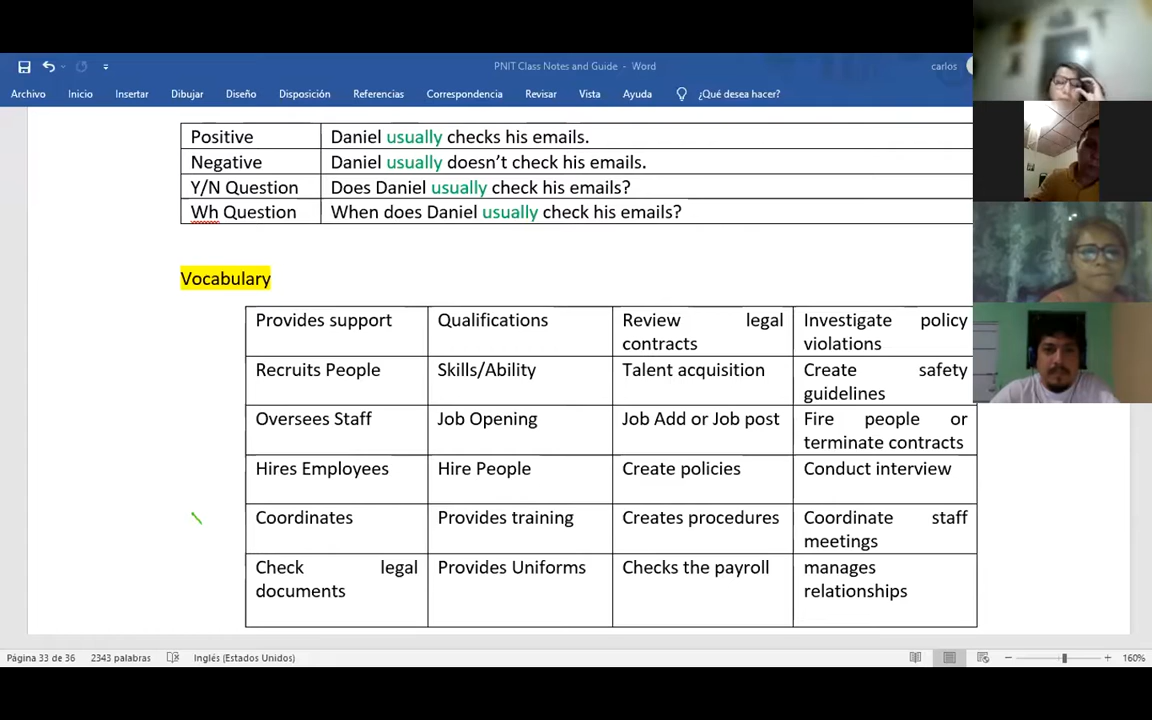 PNIT Class Notes and Guide - Word
carlos
Archivo
Inicio
Insertar
Dibujar
Diseño
Disposición
Referencias
Correspondencia
Revisar
Vista
Ayuda
¿Qué desea hacer?
Positive
Daniel usually checks his emails.
Negative
Daniel usually doesn't check his emails.
Y/N Question
Does Daniel usually check his emails?
Wh Question
When does Daniel usually check his emails?
Vocabulary
Provides support
Qualifications
Review legal
contracts
Investigate policy
violations
Recruits People
Skills/Ability
Talent acquisition
Create safety
guidelines
Oversees Staff
Job Opening
Job Add or Job post
Fire people or
terminate contracts
Hires Employees
Hire People
Create policies
Conduct interview
Coordinates
Provides training
Creates procedures
Coordinate staff
meetings
Check legal
documents
Provides Uniforms
Checks the payroll
manages
relationships
Página 33 de 36
2343 palabras
Inglés (Estados Unidos)
160%